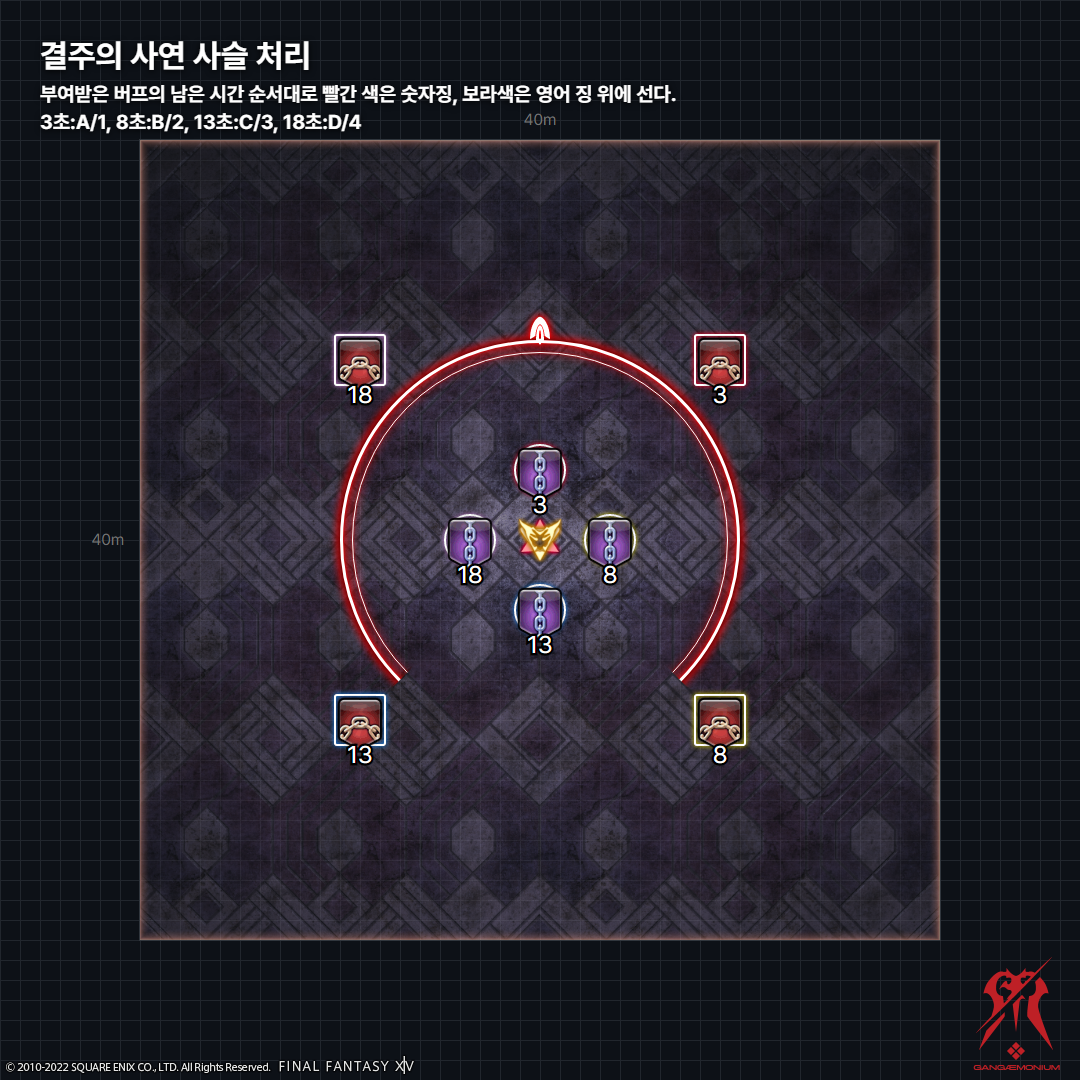 결주의 사연 사슬 처리
부여받은 버프의 남은 시간 순서대로 빨간 색은 숫자징, 보라색은 영어 징 위에 선다.
3초:A/1, 8초:B/2, 13초:C/3, 18초:D/4
40m
18
3
3
40m
18
8
13
13
8
© 2010-2022 SQUARE ENIX CO., LTD. All Rights Reserved. FINAL FANTASY XIV
GANGÆMONIUM